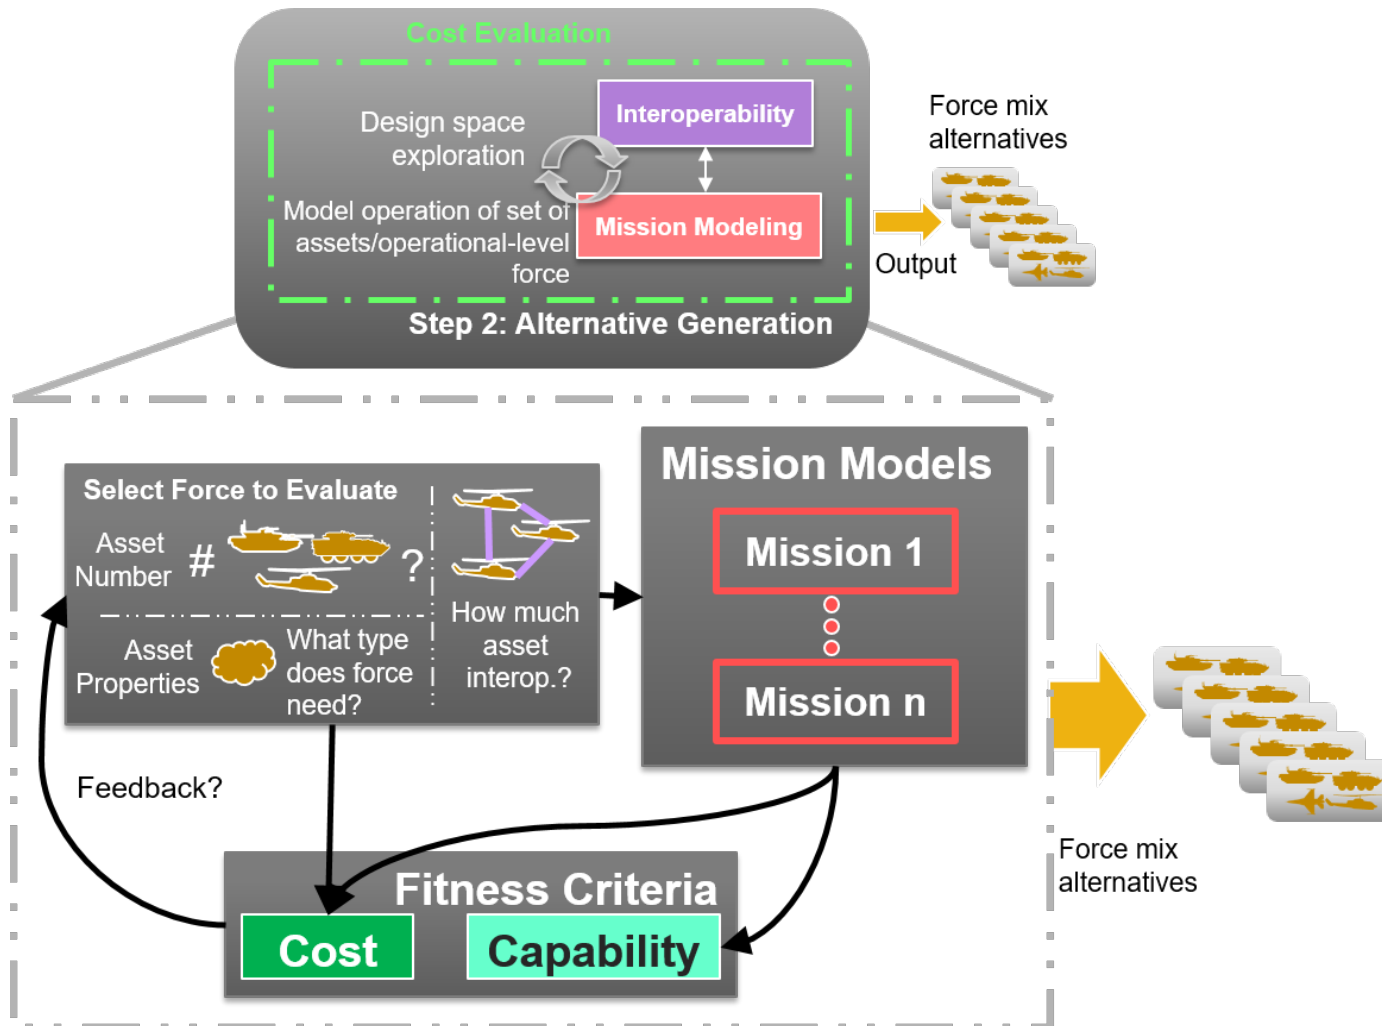 Cost Evaluation
Design space
exploration
Interoperability
Model operation of set of
assets/operational-level
force
Mission Modeling
Step 2: Alternative Generation
Force mix
alternatives
Output
Select Force to Evaluate
Asset
Number
#
?
Asset
Properties
What type
does force
need?
How much
asset
interop.?
Mission Models
Mission 1
Mission n
Feedback?
Fitness Criteria
Cost
Capability
Force mix
alternatives